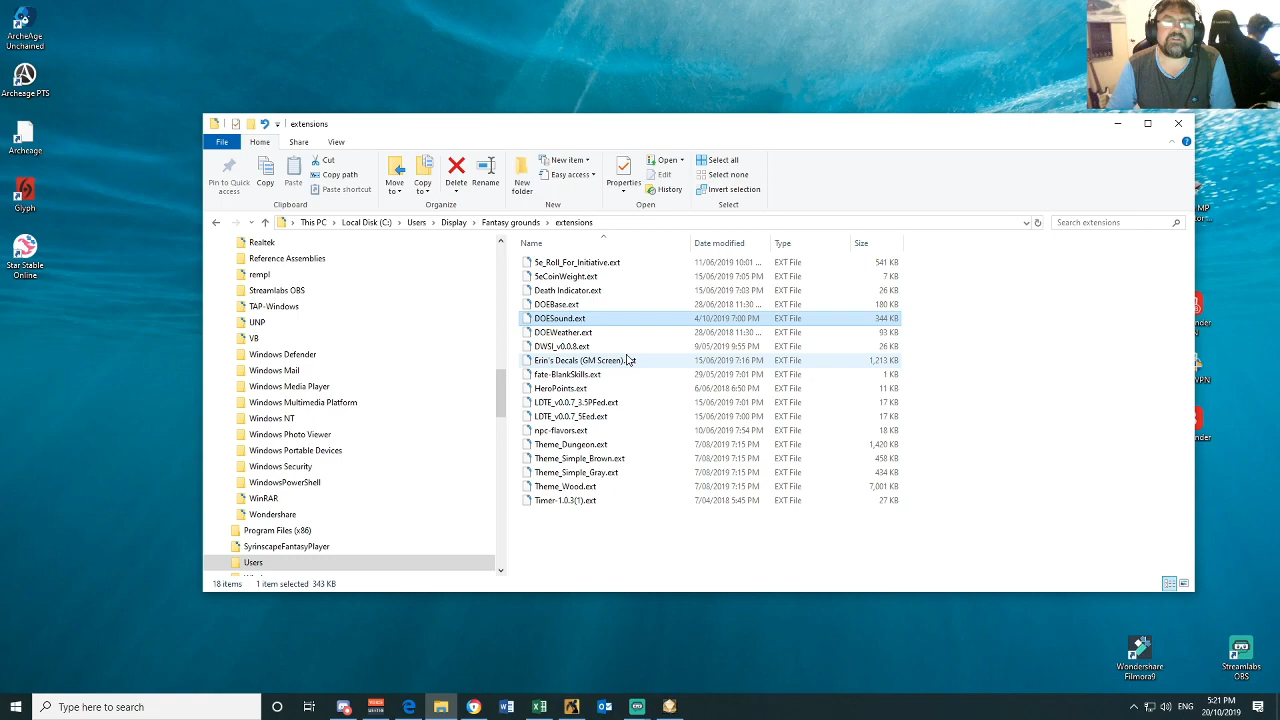 ArcheAge
Unchained
Archeage PTS
Archeage
Glyph
Star Stable
Online
extensions
File Home Share View
Pin to Quick
access
Copy
Paste
Cut
Copy path
Paste shortcut
Clipboard
Move
to
Copy
to
Delete
Rename
Organize
New
folder
New item
Easy access
New
Properties
Open
Edit
History
Open
Select all
Select none
Invert selection
Select
This PC > Local Disk (C:) > Users > Display > Fantasy grounds > extensions
Search extensions
Realtek
Reference Assemblies
rempl
Streamlabs OBS
TAP-Windows
UNP
VB
Windows Defender
Windows Mail
Windows Media Player
Windows Multimedia Platform
Windows NT
Windows Photo Viewer
Windows Portable Devices
Windows Security
WindowsPowerShell
WinRAR
Wondershare
Program Files (x86)
SyrinscapeFantasyPlayer
Users
Name Date modified Type Size
5e_Roll_For_Initiative.ext 11/06/2019 10:01 ... EXT File 541 KB
5eCoinWeight.ext 15/06/2019 7:05 PM EXT File 7 KB
Death Indicator.ext 15/06/2019 7:03 PM EXT File 26 KB
DOEBase.ext 28/06/2018 11:30 ... EXT File 180 KB
DOESound.ext 4/10/2019 7:00 PM EXT File 344 KB
DOEWeather.ext 28/06/2018 11:30 ... EXT File 93 KB
DWSI_v0.0.8.ext 9/05/2019 9:55 PM EXT File 26 KB
Erin's Decals (GM Screen).ext 15/06/2019 7:16 PM EXT File 1,213 KB
fate-BlankSkills.ext 29/05/2019 7:01 PM EXT File 1 KB
HeroPoints.ext 6/06/2018 6:50 PM EXT File 11 KB
LDTE_v0.0.7_3.5PFed.ext 15/06/2019 7:01 PM EXT File 17 KB
LDTE_v0.0.7_5Eed.ext 15/06/2019 7:00 PM EXT File 17 KB
npc-flavors.ext 10/06/2019 7:54 PM EXT File 18 KB
Theme_Dungeon.ext 7/08/2019 7:15 PM EXT File 1,420 KB
Theme_Simple_Brown.ext 7/08/2019 7:15 PM EXT File 458 KB
Theme_Simple_Gray.ext 7/08/2019 7:15 PM EXT File 434 KB
Theme_Wood.ext 7/08/2019 7:15 PM EXT File 7,001 KB
Timer-1.0.3(1).ext 7/04/2018 5:45 PM EXT File 27 KB
18 items 1 item selected 343 KB
MP
tor...
nder
VPN
nder
Wondershare
Filmora9
Streamlabs
OBS
Type here to search
ENG
5:21 PM
20/10/2019